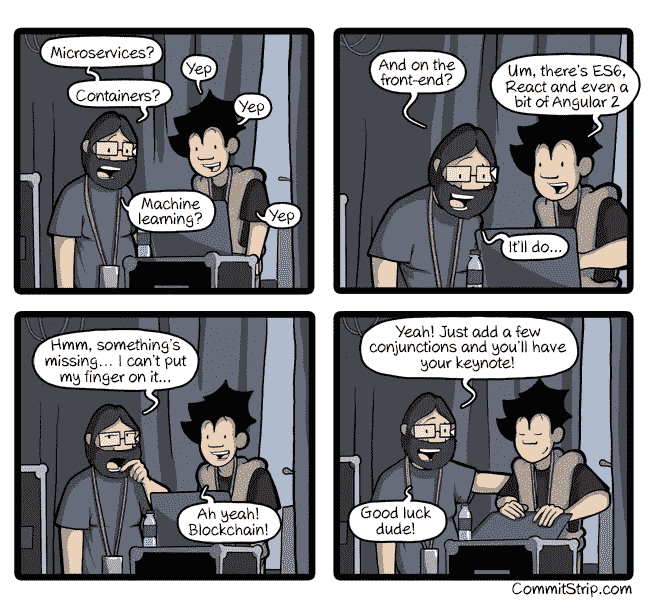 Microservices?
Yep
Containers?
Yep
Machine
learning?
Yep
And on the
front-end?
Um, there's ES6,
React and even a
bit of Angular 2
It'll do...
Hmm, something's
missing... I can't put
my finger on it...
Ah yeah!
Blockchain!
Yeah! Just add a few
conjunctions and you'll have
your keynote!
Good luck
dude!
CommitStrip.com